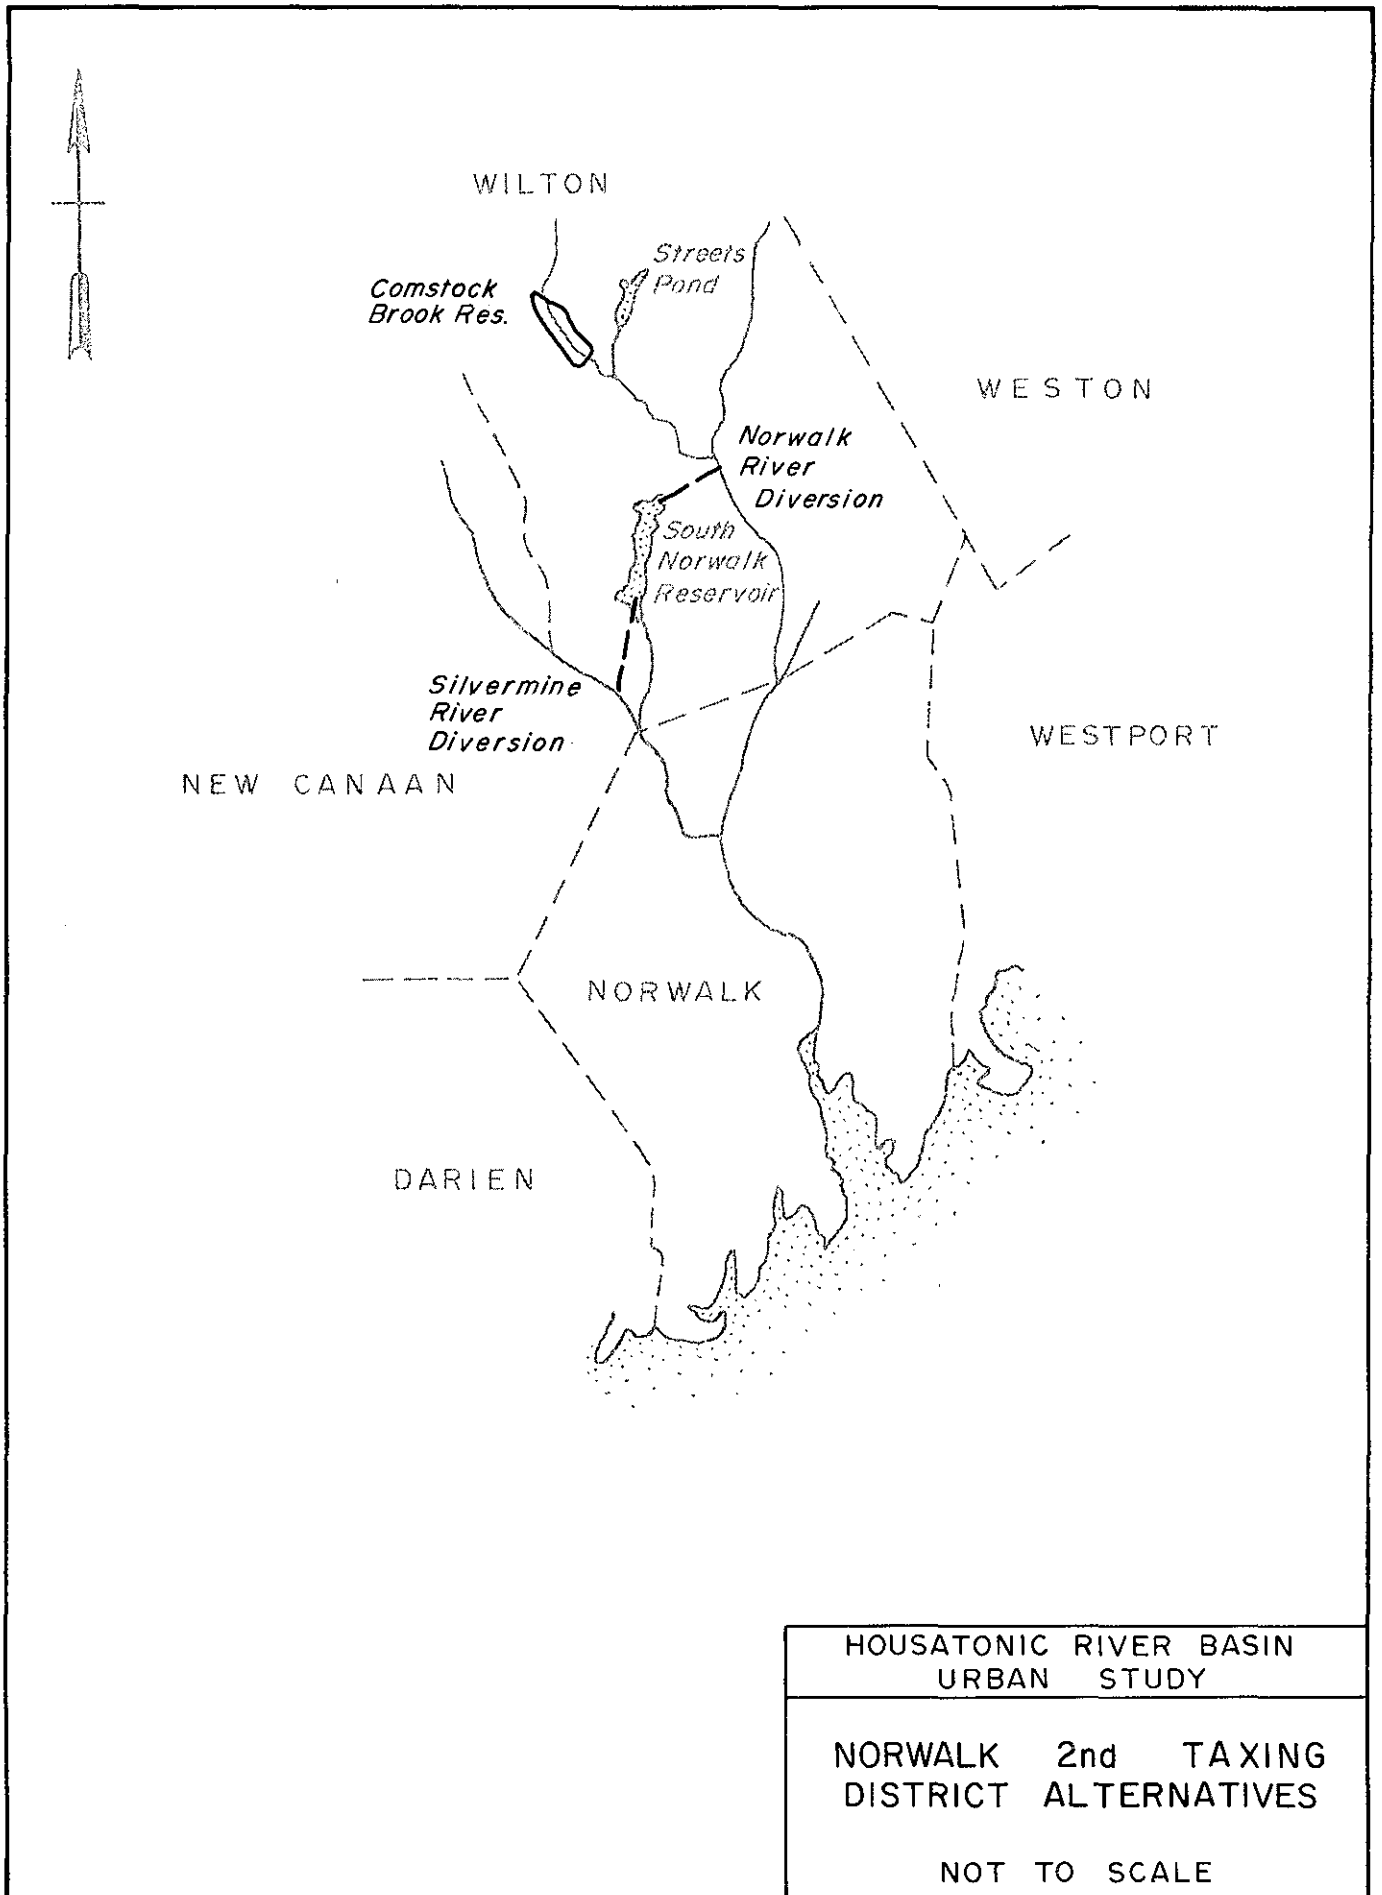 WILTON
Streets
Pond
Comstock
Brook Res.
WESTON
Norwalk
River
Diversion
South
Norwalk
Reservoir
Silvermine
River
Diversion
WESTPORT
NEW CANAAN
NORWALK
DARIEN
HOUSATONIC RIVER BASIN
URBAN STUDY
NORWALK 2nd TAXING
DISTRICT ALTERNATIVES
NOT TO SCALE